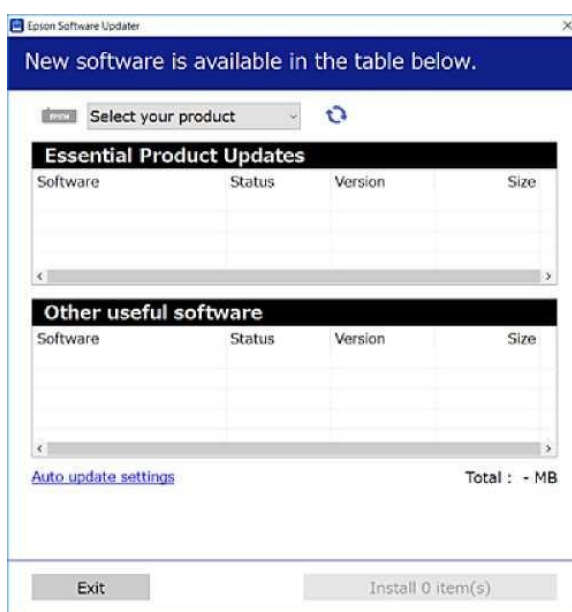 Epson Software Updater
New software is available in the table below.
Select your product
Essential Product Updates
Software Status Version Size
Other useful software
Software Status Version Size
Auto update settings Total : - MB
Exit Install 0 item(s)